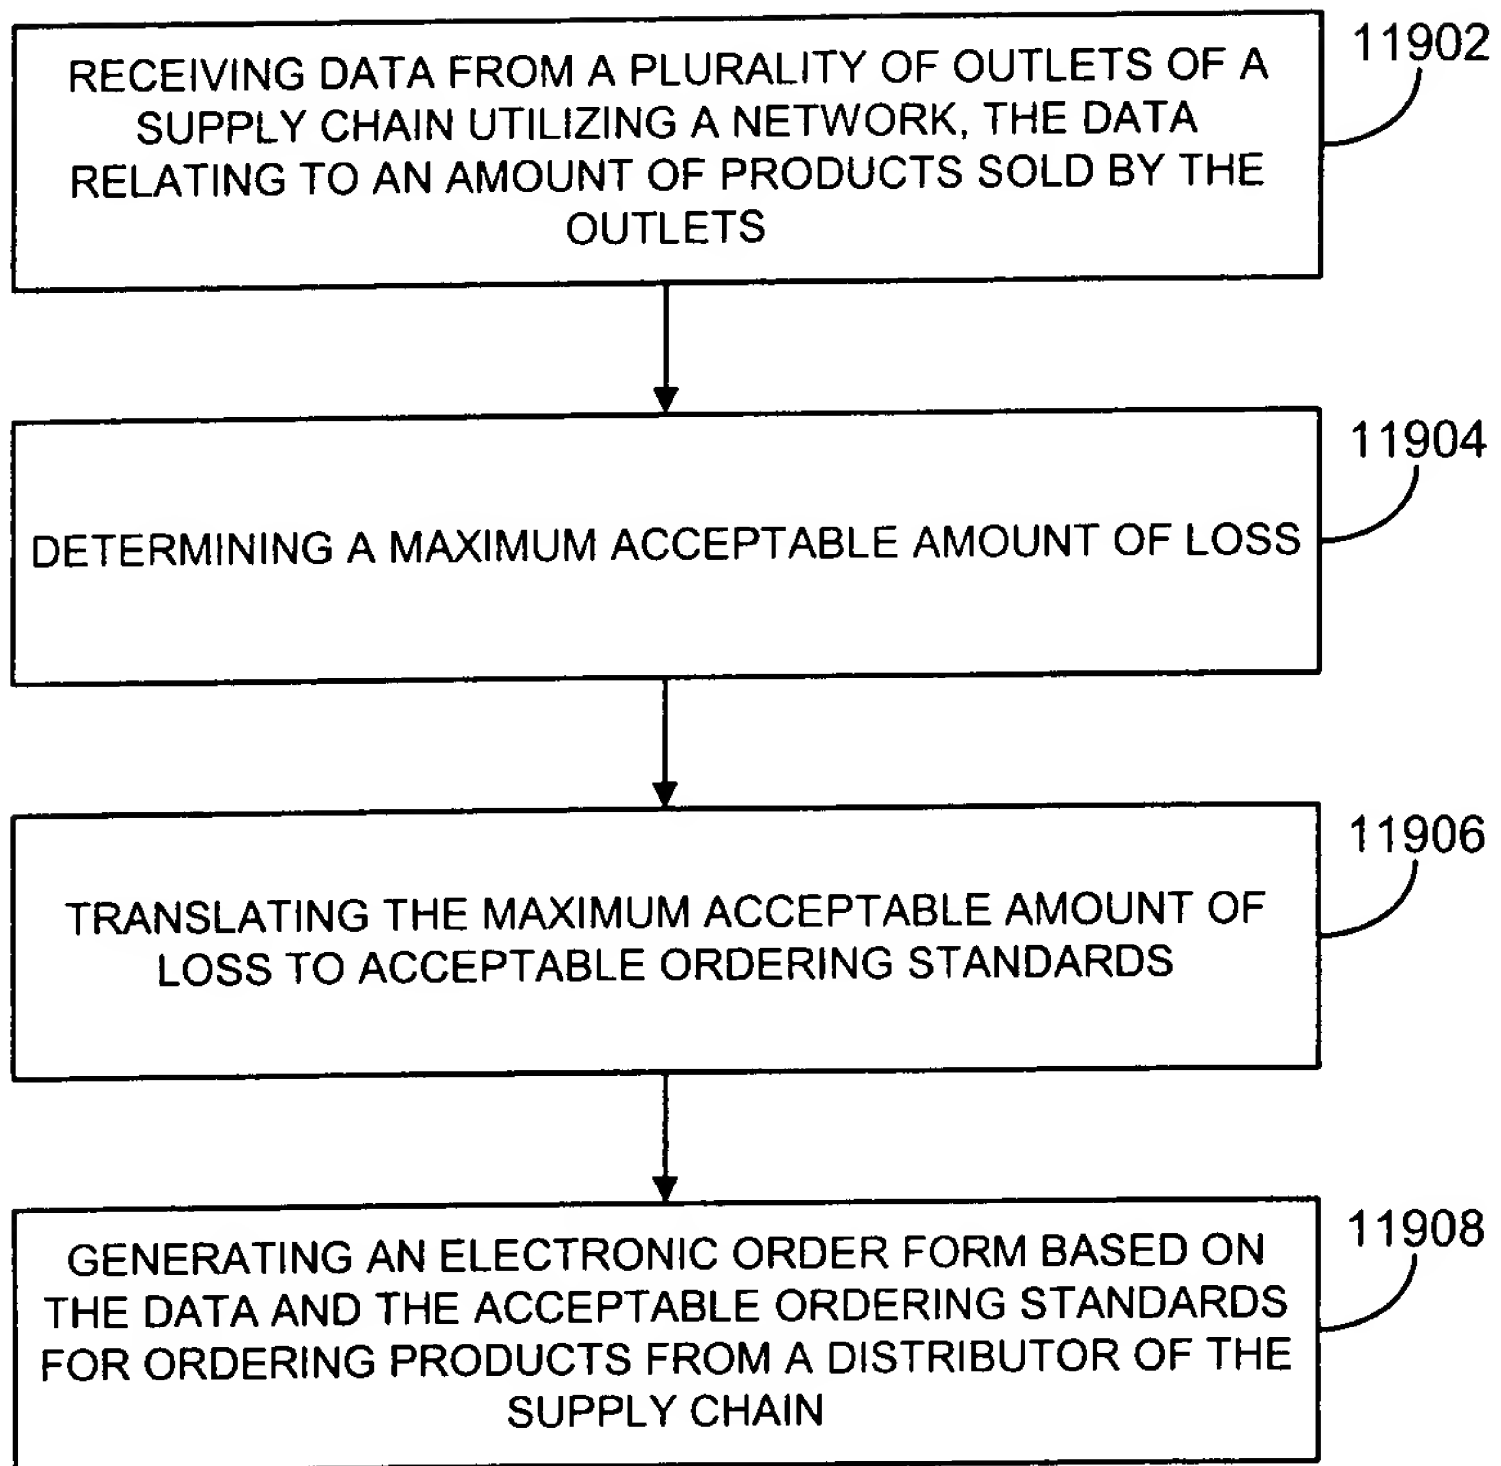 RECEIVING DATA FROM A PLURALITY OF OUTLETS OF A
SUPPLY CHAIN UTILIZING A NETWORK, THE DATA
RELATING TO AN AMOUNT OF PRODUCTS SOLD BY THE
OUTLETS
11902
DETERMINING A MAXIMUM ACCEPTABLE AMOUNT OF LOSS
11904
TRANSLATING THE MAXIMUM ACCEPTABLE AMOUNT OF
LOSS TO ACCEPTABLE ORDERING STANDARDS
11906
GENERATING AN ELECTRONIC ORDER FORM BASED ON
THE DATA AND THE ACCEPTABLE ORDERING STANDARDS
FOR ORDERING PRODUCTS FROM A DISTRIBUTOR OF THE
SUPPLY CHAIN
11908